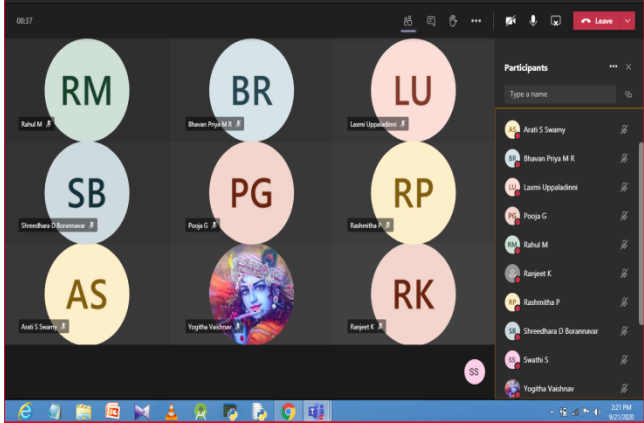 08:37
Leave
RM
Rahul M
BR
Bhavan Priya M R
LU
Laxmi Uppaladinni
SB
Shreedhara D Borannavar
PG
Pooja G
RP
Rashmitha P
AS
Arati S Swamy
Yogitha Vaishnav
RK
Ranjeet K
SS
Participants
Type a name
AS Arati S Swamy
BR Bhavan Priya M R
LU Laxmi Uppaladinni
PG Pooja G
RM Rahul M
Ranjeet K
RP Rashmitha P
SB Shreedhara D Borannavar
SS Swathi S
Yogitha Vaishnav
2:21 PM
9/21/2020